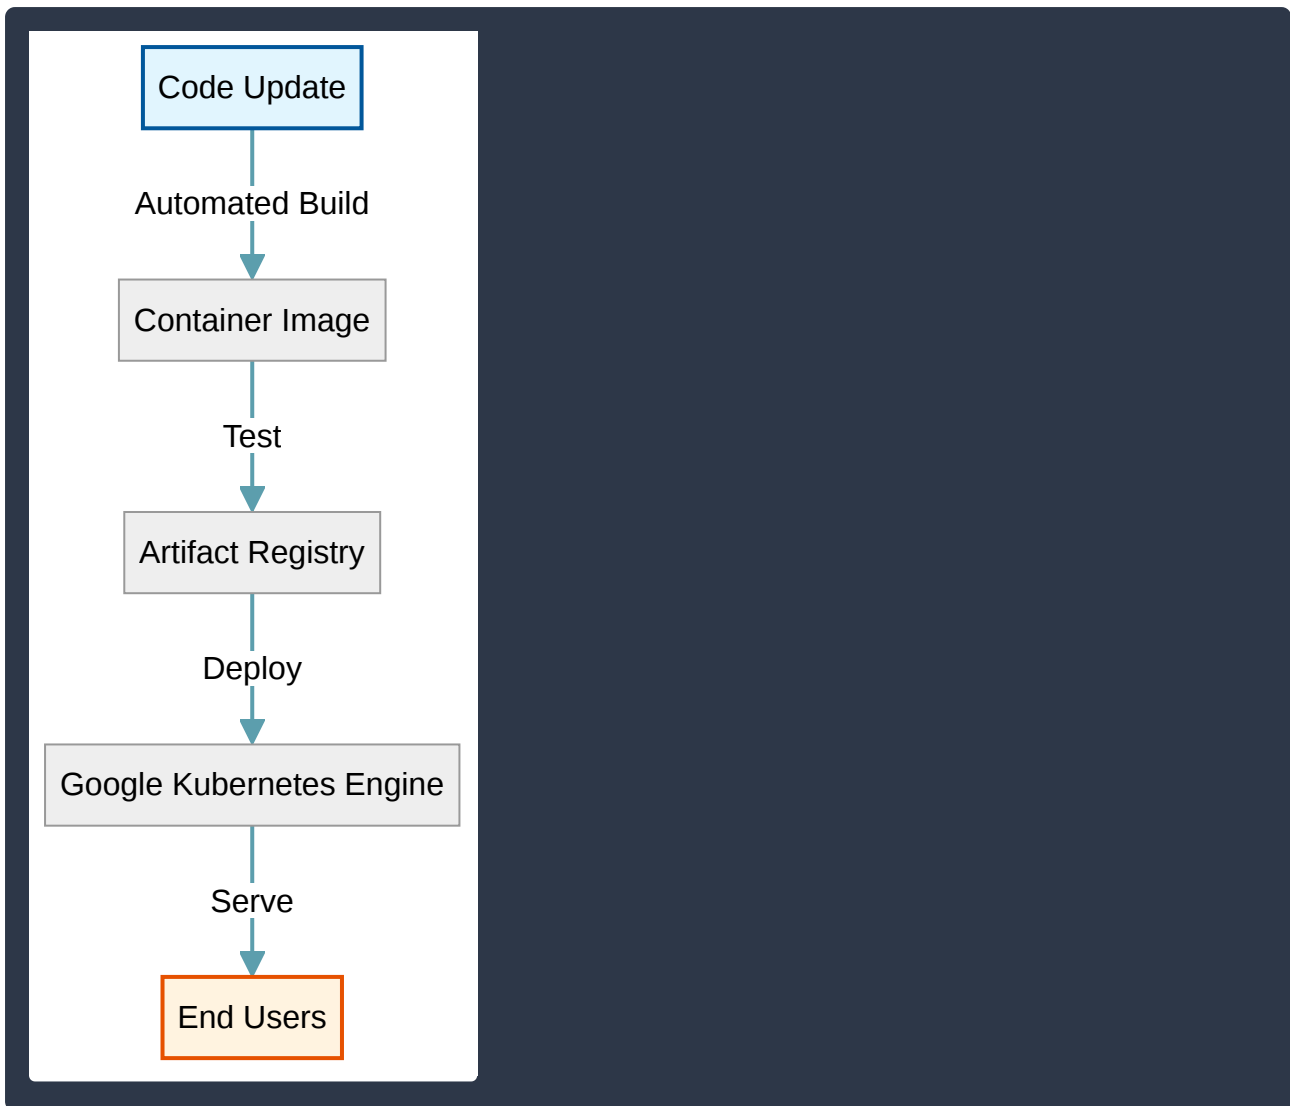 Code Update
Automated Build
Container Image
Test
Artifact Registry
Deploy
Google Kubernetes Engine
Serve
End Users